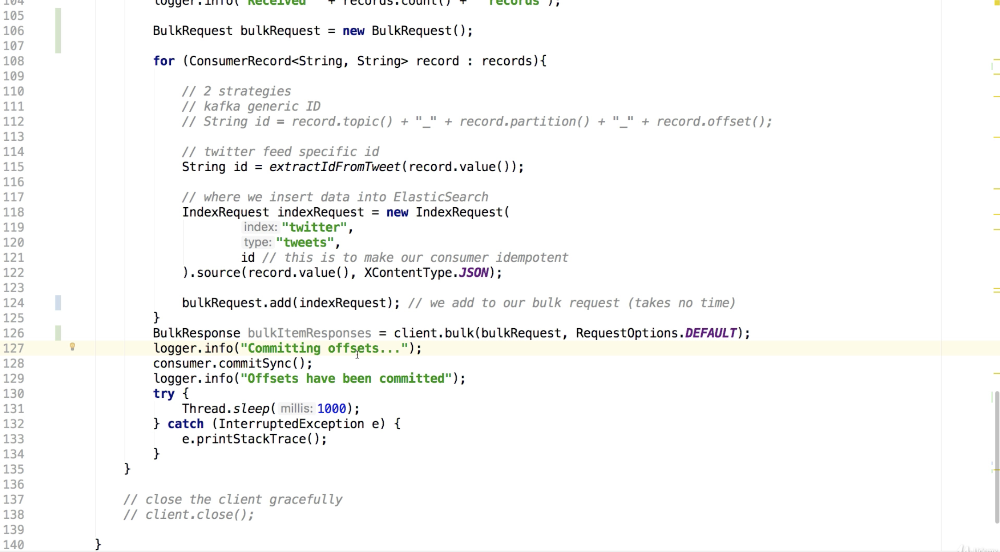 104 logger.info("Received " + records.count() + " records");
105
106 BulkRequest bulkRequest = new BulkRequest();
107
108 for (ConsumerRecord<String, String> record : records){
109
110 // 2 strategies
111 // kafka generic ID
112 // String id = record.topic() + "_" + record.partition() + "_" + record.offset();
113
114 // twitter feed specific id
115 String id = extractIdFromTweet(record.value());
116
117 // where we insert data into ElasticSearch
118 IndexRequest indexRequest = new IndexRequest(
119 index: "twitter",
120 type: "tweets",
121 id // this is to make our consumer idempotent
122 ).source(record.value(), XContentType.JSON);
123
124 bulkRequest.add(indexRequest); // we add to our bulk request (takes no time)
125 }
126 BulkResponse bulkItemResponses = client.bulk(bulkRequest, RequestOptions.DEFAULT);
127 logger.info("Committing offsets...");
128 consumer.commitSync();
129 logger.info("Offsets have been committed");
130 try {
131 Thread.sleep( millis: 1000);
132 } catch (InterruptedException e) {
133 e.printStackTrace();
134 }
135 }
136
137 // close the client gracefully
138 // client.close();
139
140 }
Udemy